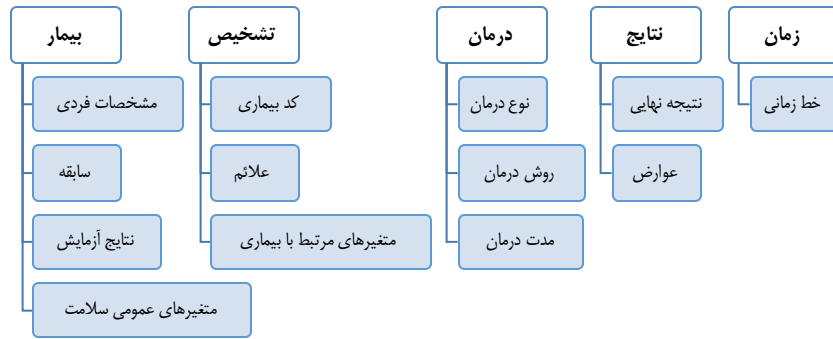 بیمار
مشخصات فردی
سابقه
نتایج آزمایش
متغیرهای عمومی سلامت
تشخیص
کد بیماری
علائم
متغیرهای مرتبط با بیماری
درمان
نوع درمان
روش درمان
مدت درمان
نتایج
نتیجه نهایی
عوارض
زمان
خط زمانی